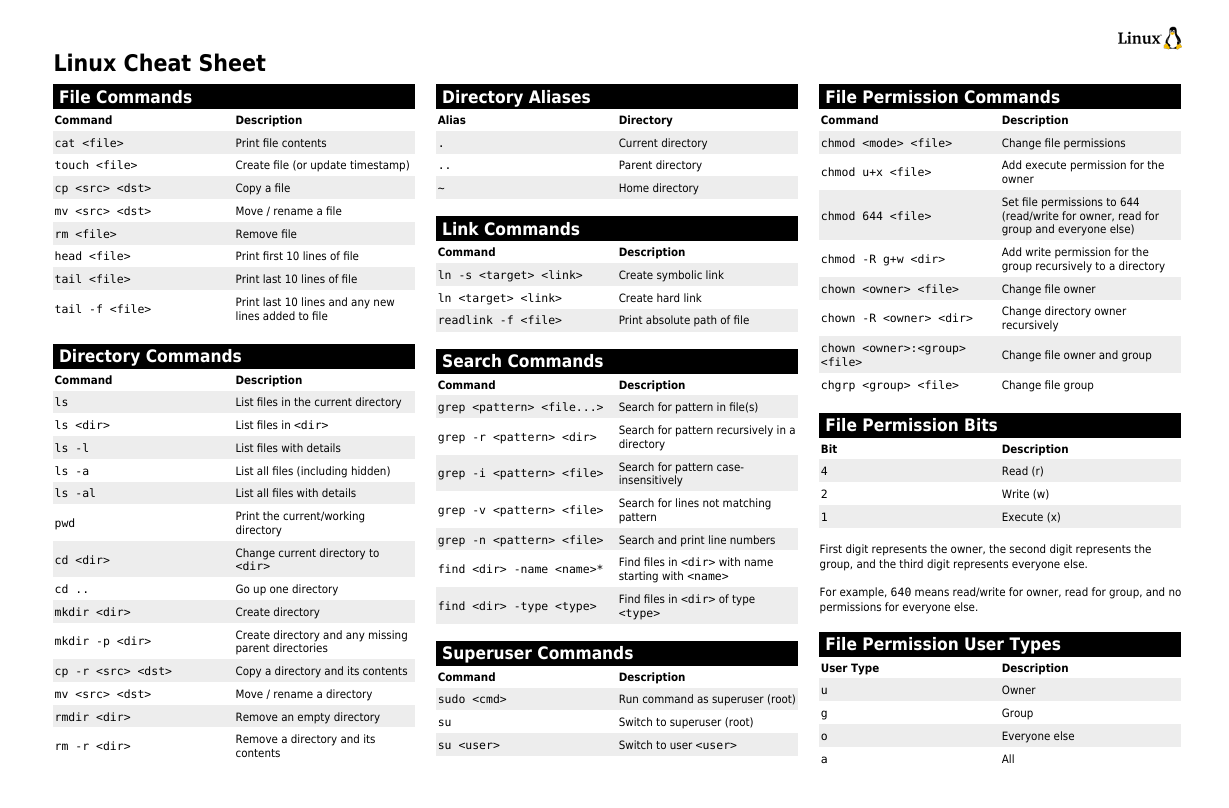 Linux
Linux Cheat Sheet
File Commands
Command Description
cat <file> Print file contents
touch <file> Create file (or update timestamp)
cp <src> <dst> Copy a file
mv <src> <dst> Move / rename a file
rm <file> Remove file
head <file> Print first 10 lines of file
tail <file> Print last 10 lines of file
tail -f <file> Print last 10 lines and any new
lines added to file
Directory Commands
Command Description
ls List files in the current directory
ls <dir> List files in <dir>
ls -l List files with details
ls -a List all files (including hidden)
ls -al List all files with details
pwd Print the current/working
directory
cd <dir> Change current directory to
<dir>
cd .. Go up one directory
mkdir <dir> Create directory
mkdir -p <dir> Create directory and any missing
parent directories
cp -r <src> <dst> Copy a directory and its contents
mv <src> <dst> Move / rename a directory
rmdir <dir> Remove an empty directory
rm -r <dir> Remove a directory and its
contents
Directory Aliases
Alias Directory
. Current directory
.. Parent directory
~ Home directory
Link Commands
Command Description
ln -s <target> <link> Create symbolic link
ln <target> <link> Create hard link
readlink -f <file> Print absolute path of file
Search Commands
Command Description
grep <pattern> <file...> Search for pattern in file(s)
grep -r <pattern> <dir> Search for pattern recursively in a
directory
grep -i <pattern> <file> Search for pattern case-
insensitively
grep -v <pattern> <file> Search for lines not matching
pattern
grep -n <pattern> <file> Search and print line numbers
find <dir> -name <name>* Find files in <dir> with name
starting with <name>
find <dir> -type <type> Find files in <dir> of type
<type>
Superuser Commands
Command Description
sudo <cmd> Run command as superuser (root)
su Switch to superuser (root)
su <user> Switch to user <user>
File Permission Commands
Command Description
chmod <mode> <file> Change file permissions
chmod u+x <file> Add execute permission for the
owner
chmod 644 <file> Set file permissions to 644
(read/write for owner, read for
group and everyone else)
chmod -R g+w <dir> Add write permission for the
group recursively to a directory
chown <owner> <file> Change file owner
chown -R <owner> <dir> Change directory owner
recursively
chown <owner>:<group>
<file> Change file owner and group
chgrp <group> <file> Change file group
File Permission Bits
Bit Description
4 Read (r)
2 Write (w)
1 Execute (x)
First digit represents the owner, the second digit represents the
group, and the third digit represents everyone else.
For example, 640 means read/write for owner, read for group, and no
permissions for everyone else.
File Permission User Types
User Type Description
u Owner
g Group
o Everyone else
a All